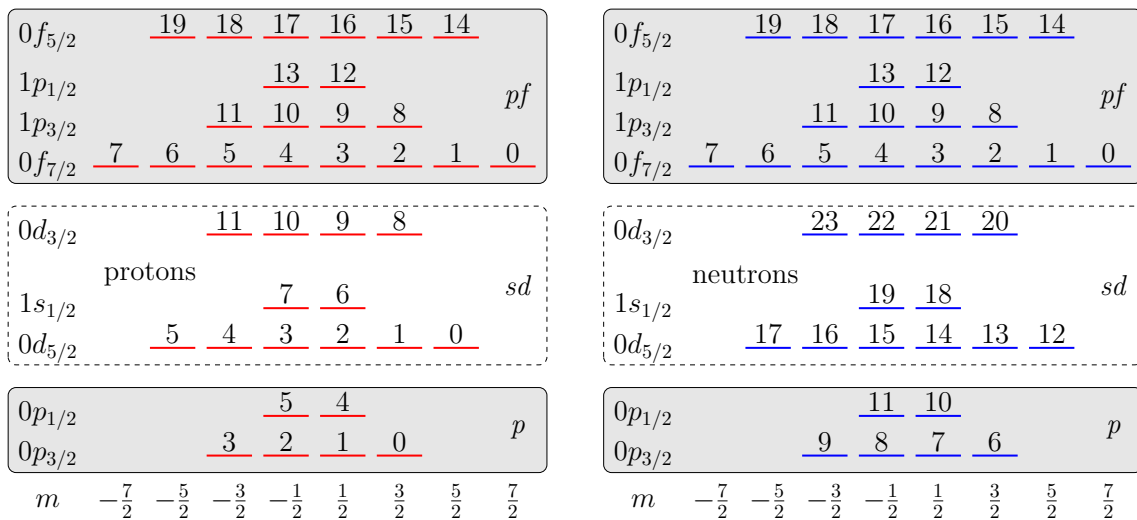 0f5/2 19 18 17 16 15 14
1p1/2 13 12
pf
1p3/2 11 10 9 8
0f7/2 7 6 5 4 3 2 1 0
0d3/2 11 10 9 8
protons
sd
1s1/2 7 6
0d5/2 5 4 3 2 1 0
0p1/2 5 4
p
0p3/2 3 2 1 0
m −7/2 −5/2 −3/2 −1/2 1/2 3/2 5/2 7/2
0f5/2 19 18 17 16 15 14
1p1/2 13 12
pf
1p3/2 11 10 9 8
0f7/2 7 6 5 4 3 2 1 0
0d3/2 23 22 21 20
neutrons
sd
1s1/2 19 18
0d5/2 17 16 15 14 13 12
0p1/2 11 10
p
0p3/2 9 8 7 6
m −7/2 −5/2 −3/2 −1/2 1/2 3/2 5/2 7/2